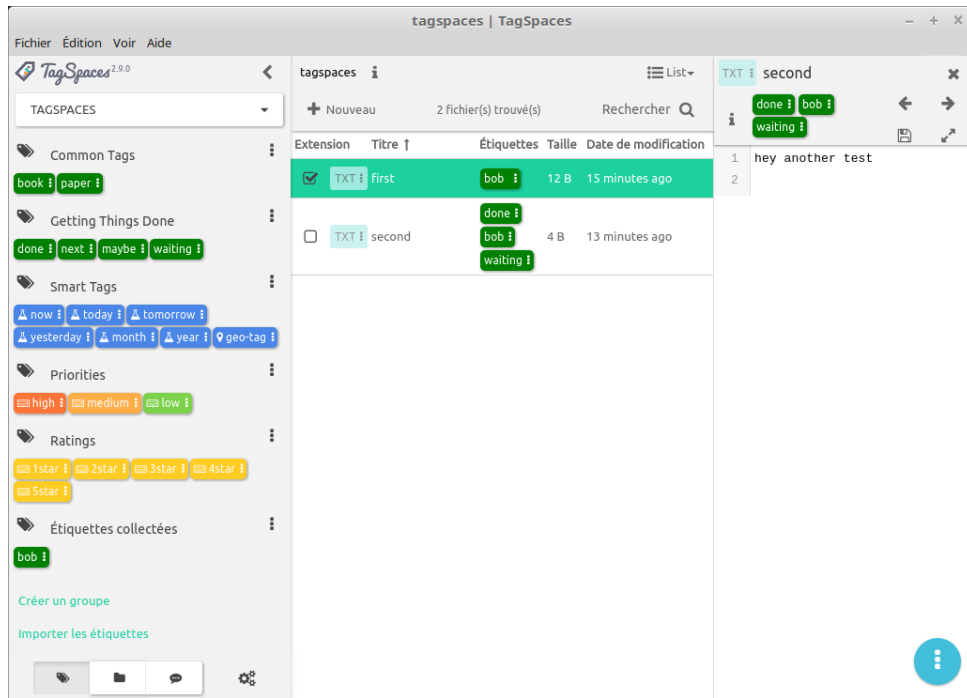 tagspaces | TagSpaces
Fichier Édition Voir Aide
TagSpaces 2.9.0
TAGSPACES
Common Tags
book paper
Getting Things Done
done next maybe waiting
Smart Tags
now today tomorrow
yesterday month year geo-tag
Priorities
high medium low
Ratings
1star 2star 3star 4star
5star
Étiquettes collectées
bob
Créer un groupe
Importer les étiquettes
tagspaces List
Nouveau 2 fichier(s) trouvé(s) Rechercher
Extension Titre Étiquettes Taille Date de modification
TXT first bob 12 B 15 minutes ago
done
TXT second bob 4 B 13 minutes ago
waiting
TXT second
done bob
waiting
1 hey another test
2